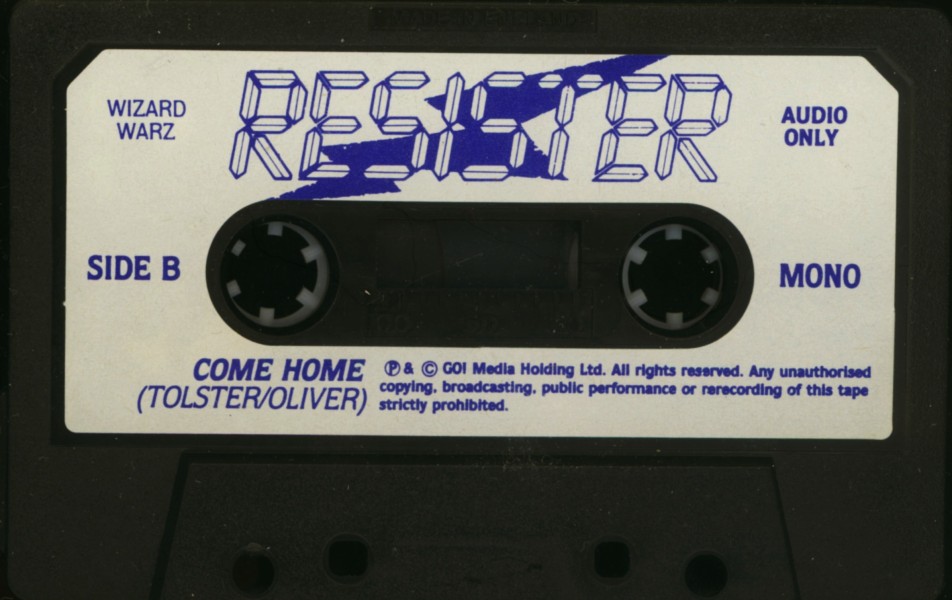 WIZARD
WARZ
RESISTER
AUDIO
ONLY
SIDE B
MONO
COME HOME
(TOLSTER/OLIVER)
Ⓟ & © GO! Media Holding Ltd. All rights reserved. Any unauthorised
copying, broadcasting, public performance or rerecording of this tape
strictly prohibited.